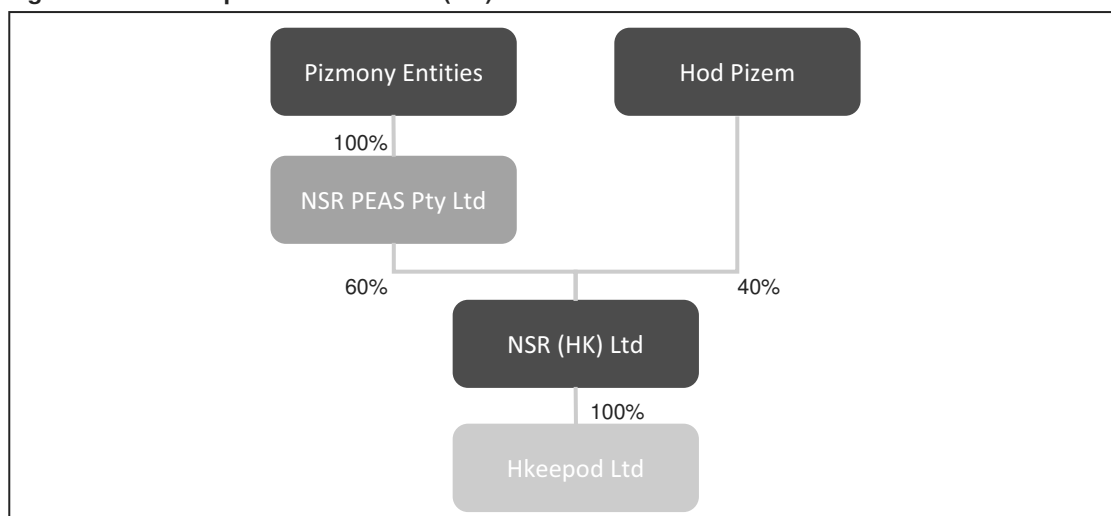 Pizmony Entities
Hod Pizem
100%
NSR PEAS Pty Ltd
60%
40%
NSR (HK) Ltd
100%
Hkeepod Ltd